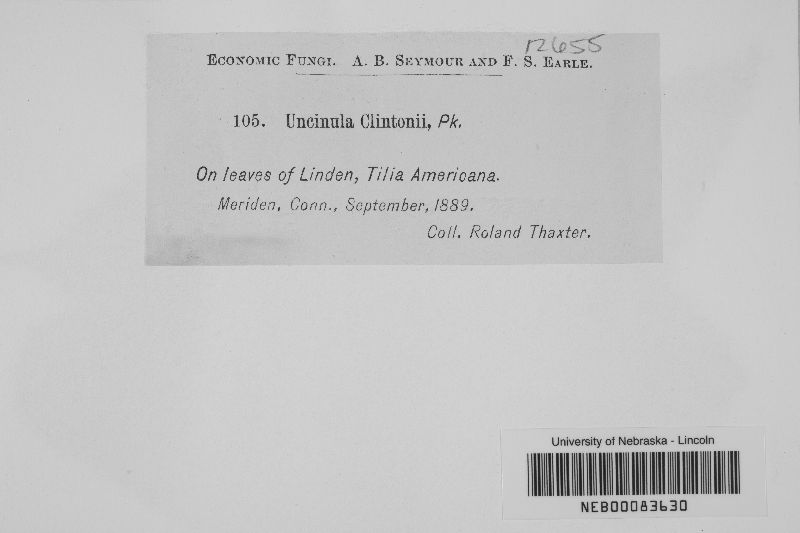 12655
ECONOMIC FUNGI. A. B. SEYMOUR AND F. S. EARLE.
105. Uncinula Clintonii, Pk.
On leaves of Linden, Tilia Americana.
Meriden, Conn., September, 1889.
Coll. Roland Thaxter.
University of Nebraska - Lincoln
NEB00083630